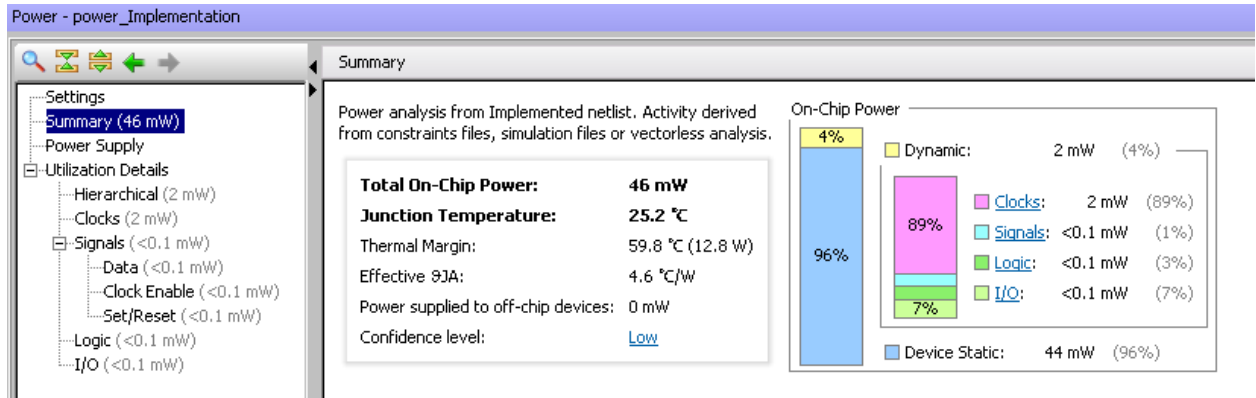 Power - power_Implementation
Settings
Summary (46 mW)
Power Supply
Utilization Details
Hierarchical (2 mW)
Clocks (2 mW)
Signals (<0.1 mW)
Data (<0.1 mW)
Clock Enable (<0.1 mW)
Set/Reset (<0.1 mW)
Logic (<0.1 mW)
I/O (<0.1 mW)
Summary
Power analysis from Implemented netlist. Activity derived
from constraints files, simulation files or vectorless analysis.
Total On-Chip Power: 46 mW
Junction Temperature: 25.2 °C
Thermal Margin: 59.8 °C (12.8 W)
Effective ϑJA: 4.6 °C/W
Power supplied to off-chip devices: 0 mW
Confidence level: Low
On-Chip Power
4%
96%
Dynamic: 2 mW (4%)
89%
7%
Clocks: 2 mW (89%)
Signals: <0.1 mW (1%)
Logic: <0.1 mW (3%)
I/O: <0.1 mW (7%)
Device Static: 44 mW (96%)